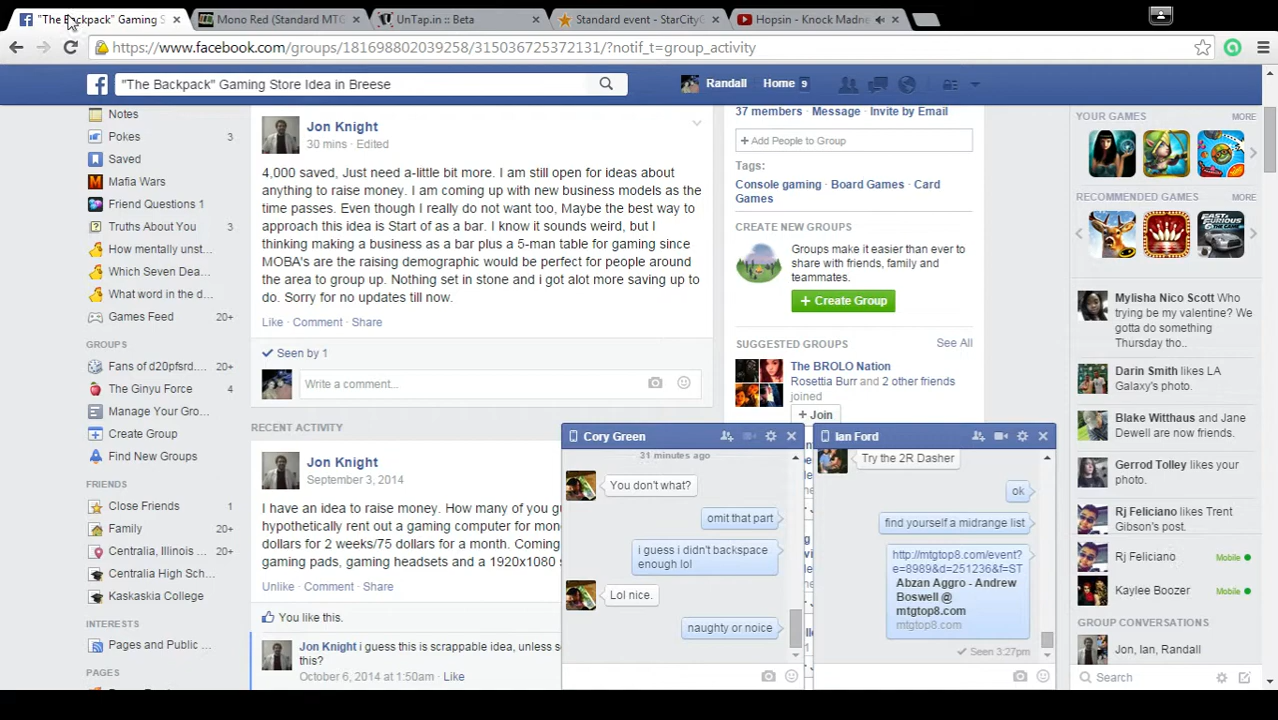 "The Backpack" Gaming S
Mono Red (Standard MTG
UnTap.in :: Beta
Standard event - StarCityG
Hopsin - Knock Madne
https://www.facebook.com/groups/181698802039258/315036725372131/?notif_t=group_activity
"The Backpack" Gaming Store Idea in Breese
Randall
Home 9
Notes
Pokes 3
Saved
Mafia Wars
Friend Questions 1
Truths About You 3
How mentally unst...
Which Seven Dea...
What word in the d...
Games Feed 20+
GROUPS
Fans of d20pfsrd.... 20+
The Ginyu Force 4
Manage Your Gro...
Create Group
Find New Groups
FRIENDS
Close Friends 6
Family 20+
Centralia, Illinois ... 20+
Centralia High Sch...
Kaskaskia College
INTERESTS
Pages and Public ...
PAGES
Jon Knight
30 mins · Edited
4,000 saved, Just need a-little bit more. I am still open for ideas about
anything to raise money. I am coming up with new business models as the
time passes. Even though I really do not want too, Maybe the best way to
approach this idea is Start of as a bar. I know it sounds weird, but I
thinking making a business as a bar plus a 5-man table for gaming since
MOBA's are the raising demographic would be perfect for people around
the area to group up. Nothing set in stone and i got alot more saving up to
do. Sorry for no updates till now.
Like · Comment · Share
Seen by 1
Write a comment...
RECENT ACTIVITY
Jon Knight
September 3, 2014
I have an idea to raise money. How many of you g
hypothetically rent out a gaming computer for mon
dollars for 2 weeks/75 dollars for a month. Coming
gaming pads, gaming headsets and a 1920x1080
Unlike · Comment · Share
You like this.
Jon Knight i guess this is scrappable idea, unless s
this?
October 6, 2014 at 1:50am · Like
37 members · Message · Invite by Email
+ Add People to Group
Tags:
Console gaming · Board Games · Card
Games
CREATE NEW GROUPS
Groups make it easier than ever to
share with friends, family and
teammates.
+ Create Group
SUGGESTED GROUPS See All
The BROLO Nation
Rosettia Burr and 2 other friends
joined
+ Join
Cory Green
31 minutes ago
You don't what?
omit that part
i guess i didn't backspace
enough lol
Lol nice.
naughty or noice
Ian Ford
Try the 2R Dasher
ok
find yourself a midrange list
http://mtgtop8.com/event?
e=8989&d=251236&f=ST
Abzan Aggro - Andrew
Boswell @
mtgtop8.com
mtgtop8.com
Seen 3:27pm
YOUR GAMES MORE
RECOMMENDED GAMES MORE
Mylisha Nico Scott Who
trying be my valentine? We
gotta do something
Thursday tho..
Darin Smith likes LA
Galaxy's photo.
Blake Witthaus and Jane
Dewell are now friends.
Gerrod Tolley likes your
photo.
Rj Feliciano likes Trent
Gibson's post.
Rj Feliciano Mobile
Kaylee Boozer Mobile
GROUP CONVERSATIONS
Jon, Ian, Randall
Search